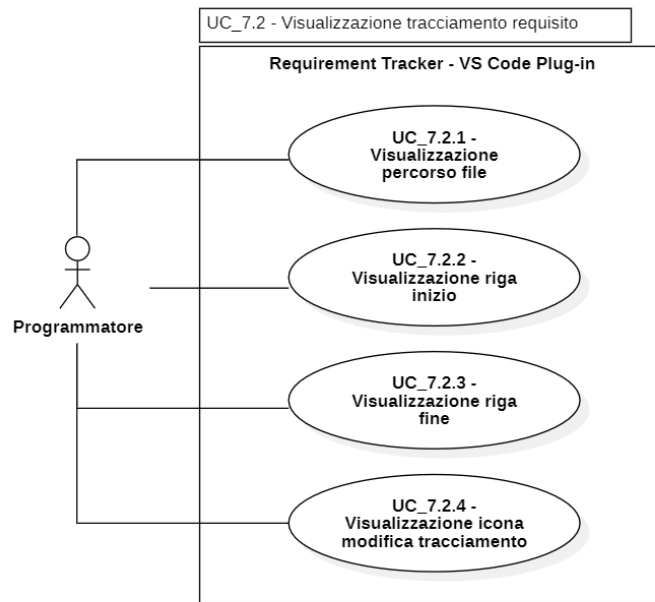 UC_7.2 - Visualizzazione tracciamento requisito
Requirement Tracker - VS Code Plug-in
UC_7.2.1 -
Visualizzazione
percorso file
UC_7.2.2 -
Visualizzazione riga
inizio
Programmatore
UC_7.2.3 -
Visualizzazione riga
fine
UC_7.2.4 -
Visualizzazione icona
modifica tracciamento